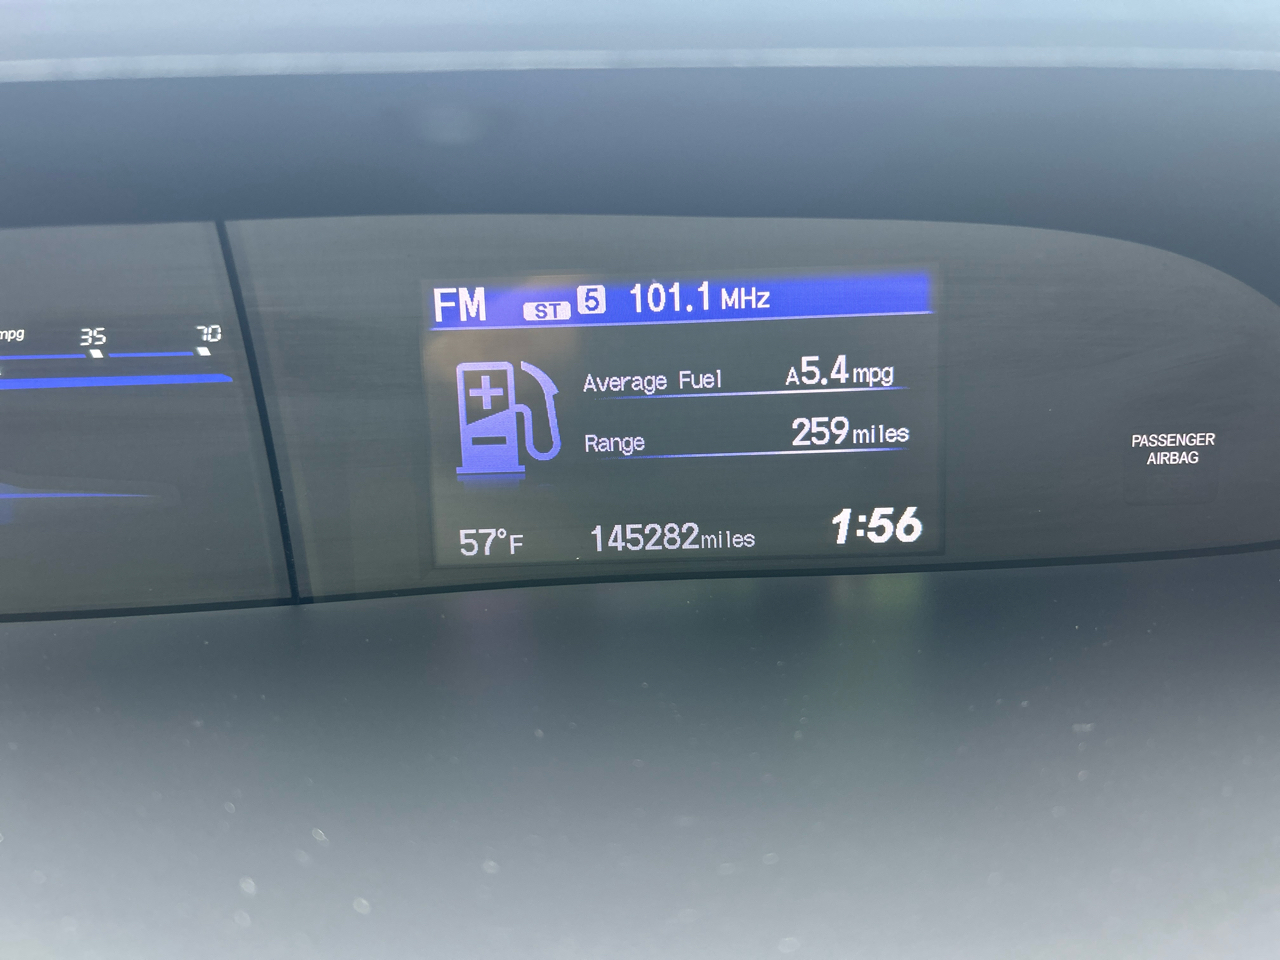 FM ST 5 101.1 MHz
mpg 35 70
Average Fuel A5.4 mpg
Range 259 miles
PASSENGER
AIRBAG
57°F 145282 miles 1:56